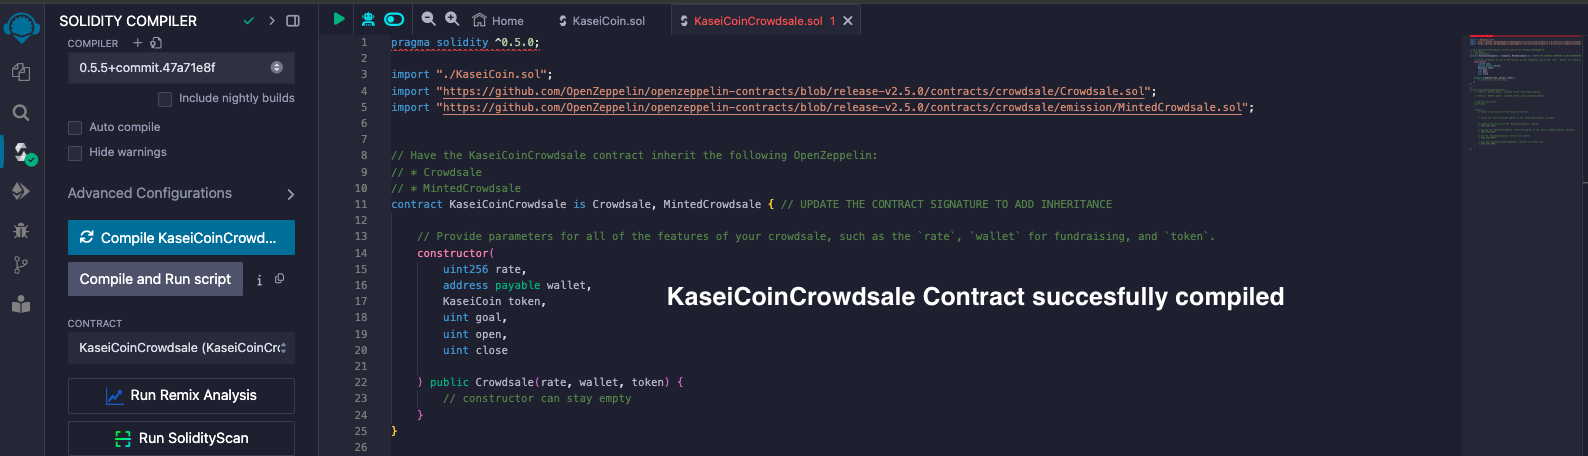 SOLIDITY COMPILER
COMPILER
0.5.5+commit.47a71e8f
Include nightly builds
Auto compile
Hide warnings
Advanced Configurations
Compile KaseiCoinCrowd...
Compile and Run script
CONTRACT
KaseiCoinCrowdsale (KaseiCoinCr
Run Remix Analysis
Run SolidityScan
Home
KaseiCoin.sol
KaseiCoinCrowdsale.sol 1
1 pragma solidity ^0.5.0;
2
3 import "./KaseiCoin.sol";
4 import "https://github.com/OpenZeppelin/openzeppelin-contracts/blob/release-v2.5.0/contracts/crowdsale/Crowdsale.sol";
5 import "https://github.com/OpenZeppelin/openzeppelin-contracts/blob/release-v2.5.0/contracts/crowdsale/emission/MintedCrowdsale.sol";
6
7
8 // Have the KaseiCoinCrowdsale contract inherit the following OpenZeppelin:
9 // * Crowdsale
10 // * MintedCrowdsale
11 contract KaseiCoinCrowdsale is Crowdsale, MintedCrowdsale { // UPDATE THE CONTRACT SIGNATURE TO ADD INHERITANCE
12
13 // Provide parameters for all of the features of your crowdsale, such as the `rate`, `wallet` for fundraising, and `token`.
14 constructor(
15 uint256 rate,
16 address payable wallet,
17 KaseiCoin token,
18 uint goal,
19 uint open,
20 uint close
21
22 ) public Crowdsale(rate, wallet, token) {
23 // constructor can stay empty
24 }
25 }
26
KaseiCoinCrowdsale Contract succesfully compiled